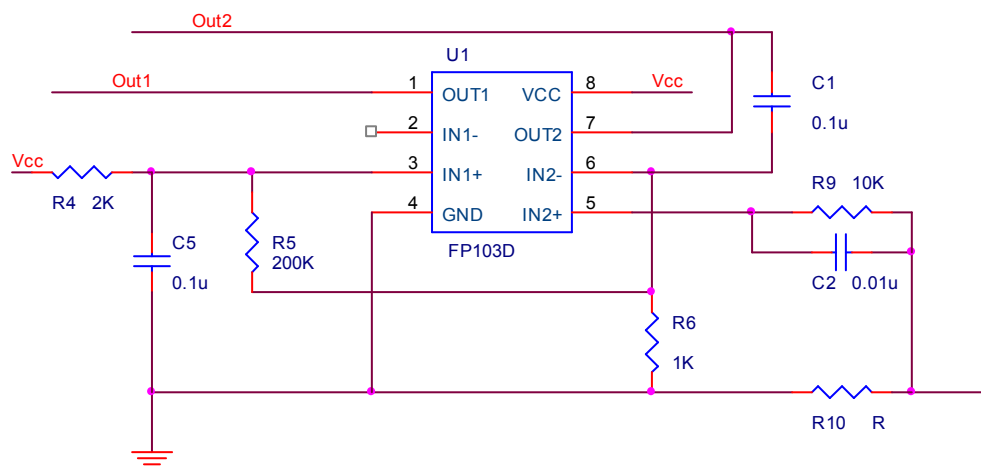 Out2
U1
Out1
1
OUT1
VCC
8
Vcc
C1
0.1u
2
IN1-
OUT2
7
Vcc
3
IN1+
IN2-
6
R4 2K
R9 10K
4
GND
IN2+
5
C5
0.1u
R5
200K
FP103D
C2 0.01u
R6
1K
R10 R